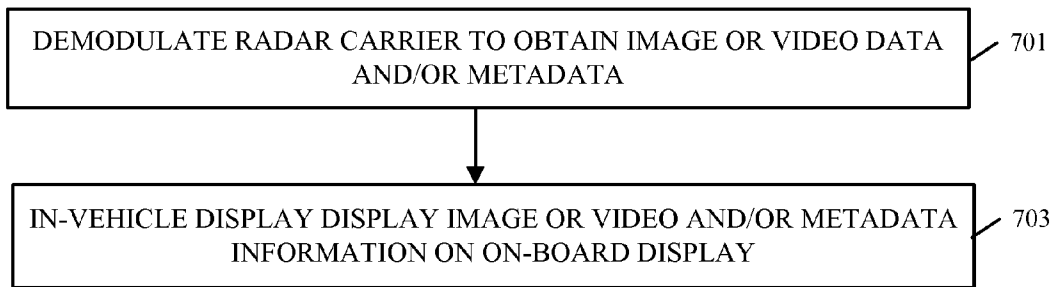 DEMODULATE RADAR CARRIER TO OBTAIN IMAGE OR VIDEO DATA
AND/OR METADATA
701
IN-VEHICLE DISPLAY DISPLAY IMAGE OR VIDEO AND/OR METADATA
INFORMATION ON ON-BOARD DISPLAY
703